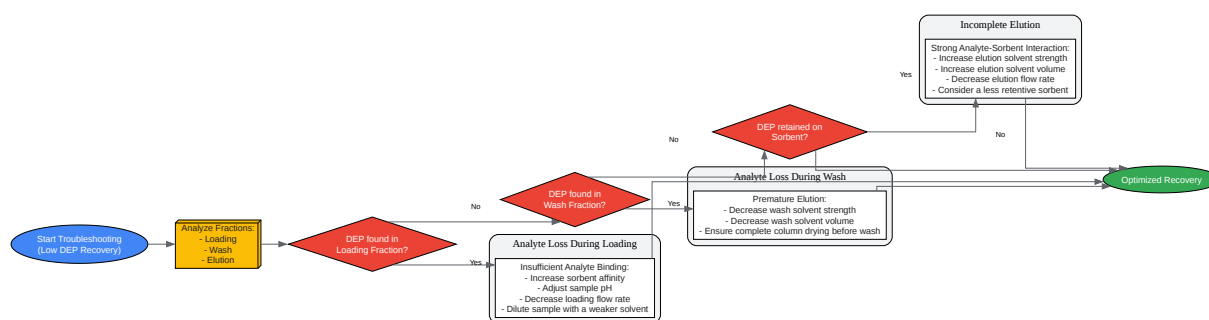 Start Troubleshooting
(Low DEP Recovery)
Analyze Fractions:
- Loading
- Wash
- Elution
DEP found in
Loading Fraction?
No
Yes
Analyte Loss During Loading
Insufficient Analyte Binding:
- Increase sorbent affinity
- Adjust sample pH
- Decrease loading flow rate
- Dilute sample with a weaker solvent
DEP found in
Wash Fraction?
No
Yes
Analyte Loss During Wash
Premature Elution:
- Decrease wash solvent strength
- Decrease wash solvent volume
- Ensure complete column drying before wash
DEP retained on
Sorbent?
Yes
No
Incomplete Elution
Strong Analyte-Sorbent Interaction:
- Increase elution solvent strength
- Increase elution solvent volume
- Decrease elution flow rate
- Consider a less retentive sorbent
Optimized Recovery